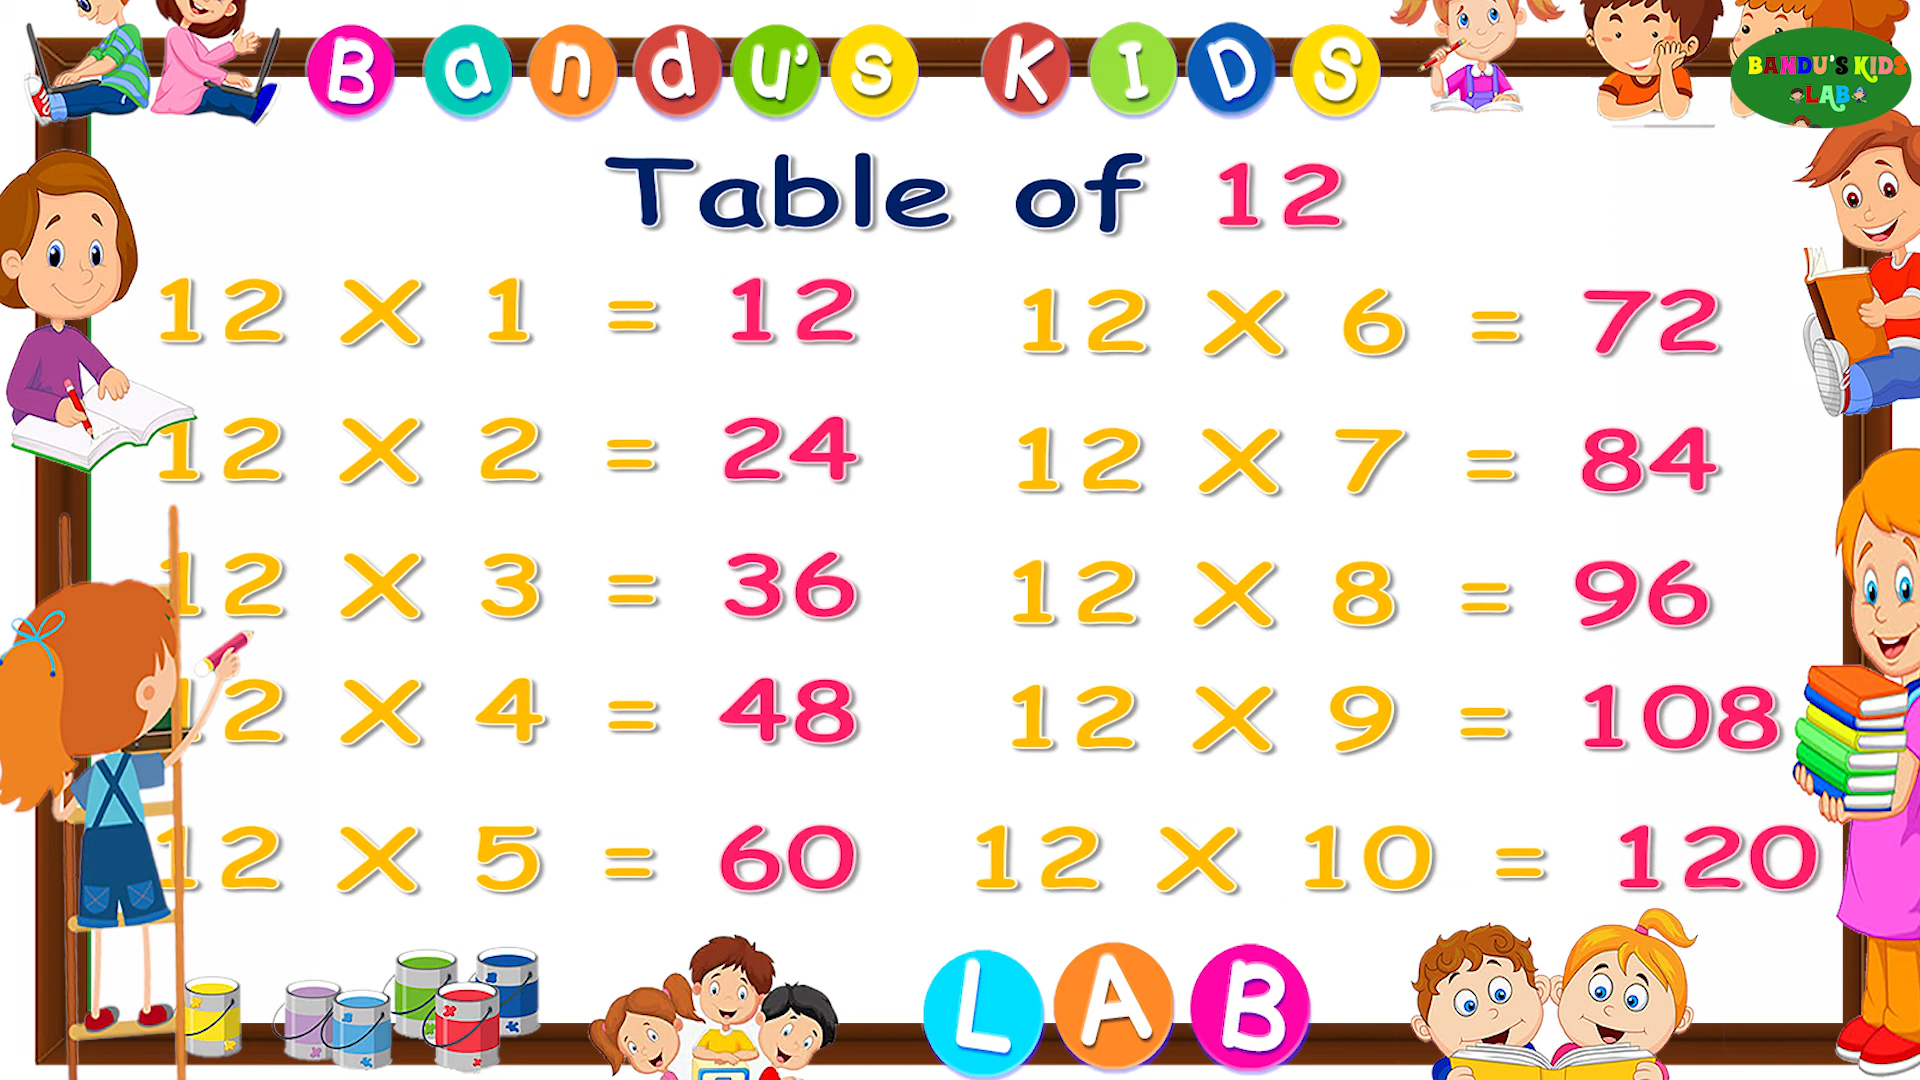 Bandu's KIDS
BANDU'S KIDS
LAB
Table of 12
12 X 1 = 12
12 X 2 = 24
12 X 3 = 36
12 X 4 = 48
12 X 5 = 60
12 X 6 = 72
12 X 7 = 84
12 X 8 = 96
12 X 9 = 108
12 X 10 = 120
LAB